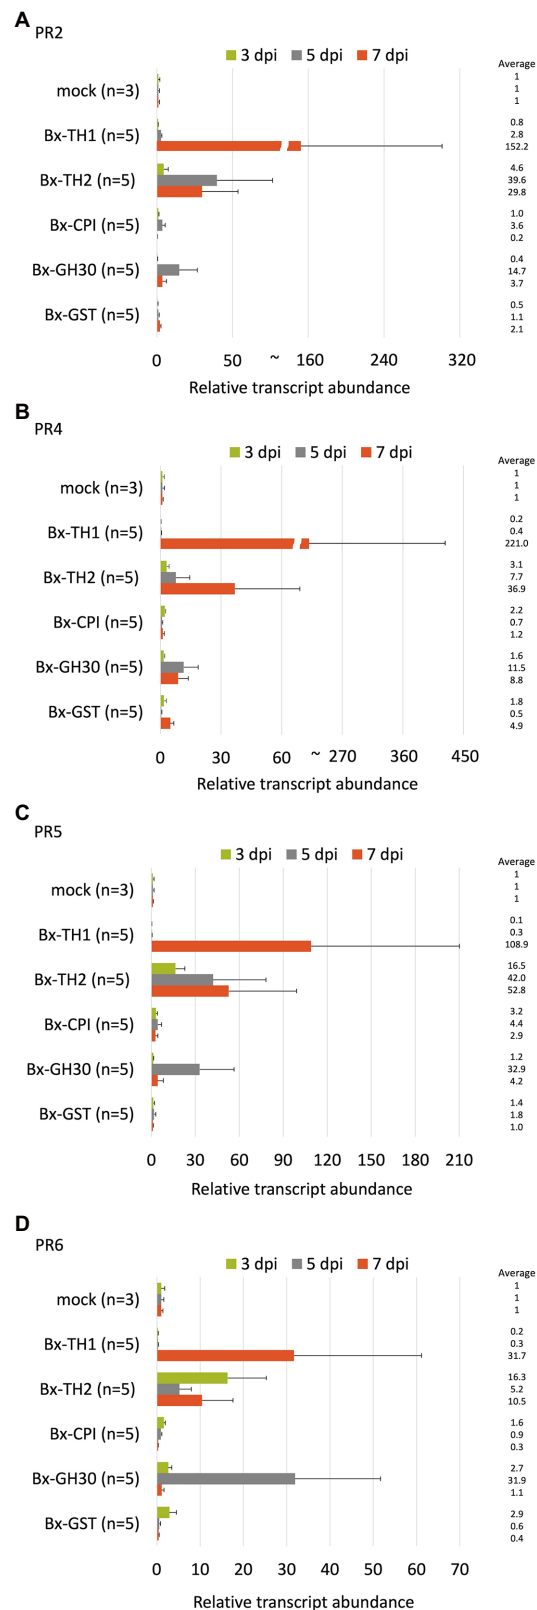 A
PR2
3 dpi 5 dpi 7 dpi
Average
mock (n=3)
1
1
1
Bx-TH1 (n=5)
0.8
2.8
152.2
Bx-TH2 (n=5)
4.6
39.6
29.8
Bx-CPI (n=5)
1.0
3.6
0.2
Bx-GH30 (n=5)
0.4
14.7
3.7
Bx-GST (n=5)
0.5
1.1
2.1
0 50 ~ 160 240 320
Relative transcript abundance
B
PR4
3 dpi 5 dpi 7 dpi
Average
mock (n=3)
1
1
1
Bx-TH1 (n=5)
0.2
0.4
221.0
Bx-TH2 (n=5)
3.1
7.7
36.9
Bx-CPI (n=5)
2.2
0.7
1.2
Bx-GH30 (n=5)
1.6
11.5
8.8
Bx-GST (n=5)
1.8
0.5
4.9
0 30 60 ~ 270 360 450
Relative transcript abundance
C
PR5
3 dpi 5 dpi 7 dpi
Average
mock (n=3)
1
1
1
Bx-TH1 (n=5)
0.1
0.3
108.9
Bx-TH2 (n=5)
16.5
42.0
52.8
Bx-CPI (n=5)
3.2
4.4
2.9
Bx-GH30 (n=5)
1.2
32.9
4.2
Bx-GST (n=5)
1.4
1.8
1.0
0 30 60 90 120 150 180 210
Relative transcript abundance
D
PR6
3 dpi 5 dpi 7 dpi
Average
mock (n=3)
1
1
1
Bx-TH1 (n=5)
0.2
0.3
31.7
Bx-TH2 (n=5)
16.3
5.2
10.5
Bx-CPI (n=5)
1.6
0.9
0.3
Bx-GH30 (n=5)
2.7
31.9
1.1
Bx-GST (n=5)
2.9
0.6
0.4
0 10 20 30 40 50 60 70
Relative transcript abundance